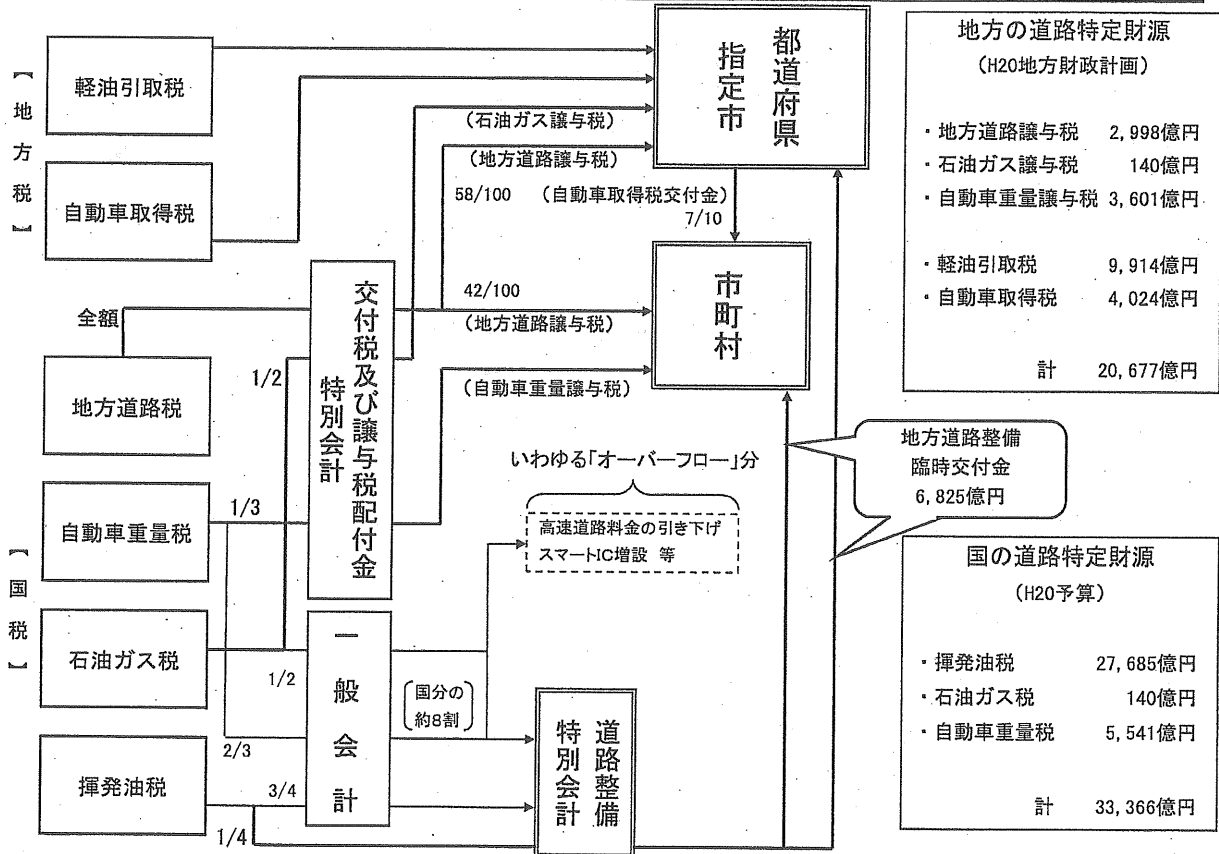 【地方税】
軽油引取税
自動車取得税
都道府県
指定市
(石油ガス譲与税)
(地方道路譲与税)
58/100
(自動車取得税交付金)
7/10
市町村
42/100
(地方道路譲与税)
(自動車重量譲与税)
交付税及び譲与税配付金
特別会計
全額
1/2
1/3
【国税】
地方道路税
自動車重量税
石油ガス税
揮発油税
いわゆる「オーバーフロー」分
高速道路料金の引き下げ
スマートIC増設 等
一般会計
1/2
2/3
3/4
1/4
国分の
約8割
道路整備
特別会計
地方の道路特定財源
(H20地方財政計画)
・地方道路譲与税 2,998億円
・石油ガス譲与税 140億円
・自動車重量譲与税 3,601億円
・軽油引取税 9,914億円
・自動車取得税 4,024億円
計 20,677億円
地方道路整備
臨時交付金
6,825億円
国の道路特定財源
(H20予算)
・揮発油税 27,685億円
・石油ガス税 140億円
・自動車重量税 5,541億円
計 33,366億円